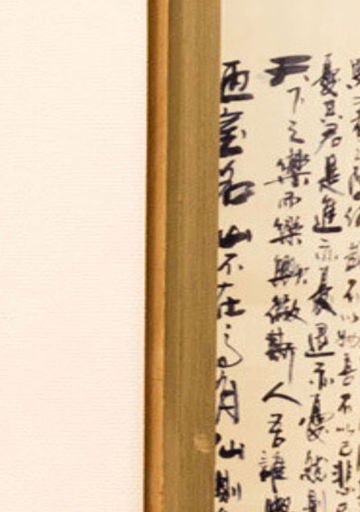 不以物喜不以己悲
憂其君是進亦憂退亦憂然則
天下之樂而樂歟微斯人吾誰與
陋室銘 山不在高有仙則